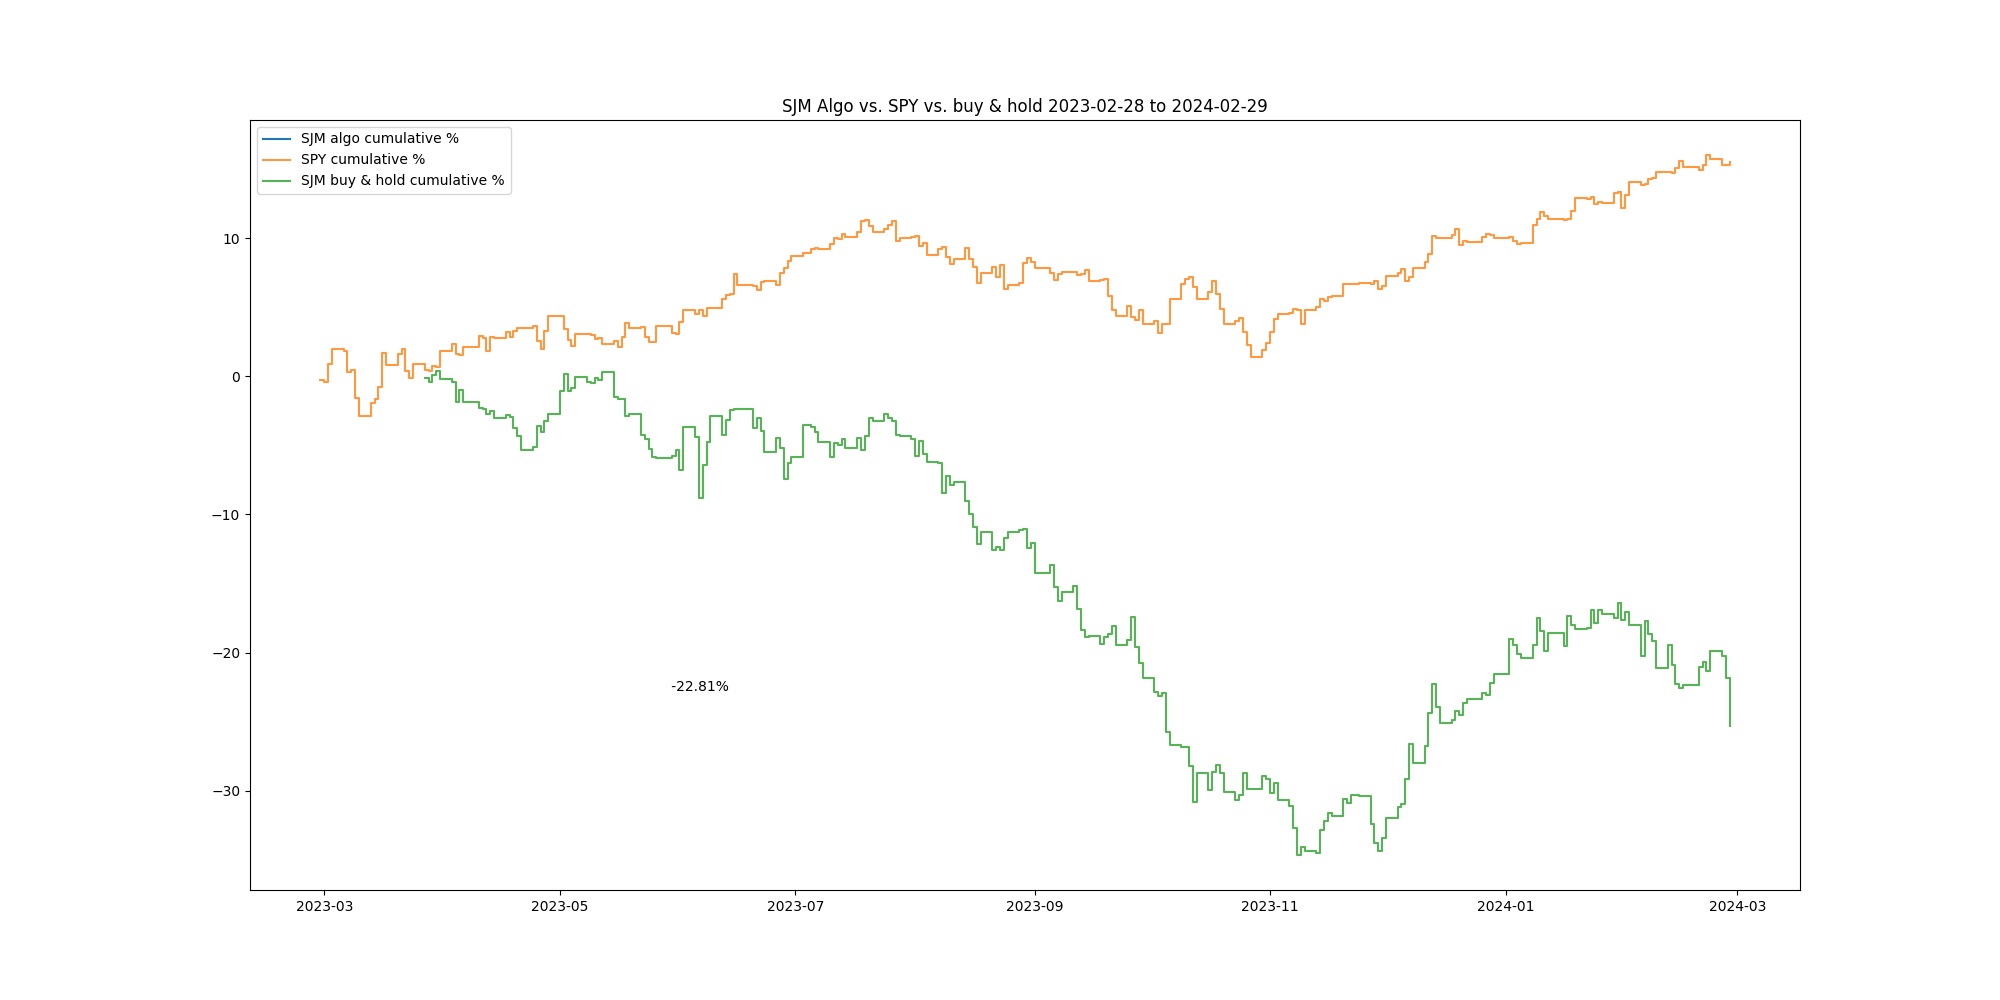 SJM Algo vs. SPY vs. buy & hold 2023-02-28 to 2024-02-29
SJM algo cumulative %
SPY cumulative %
SJM buy & hold cumulative %
10
0
−10
−20
−30
-22.81%
2023-03 2023-05 2023-07 2023-09 2023-11 2024-01 2024-03